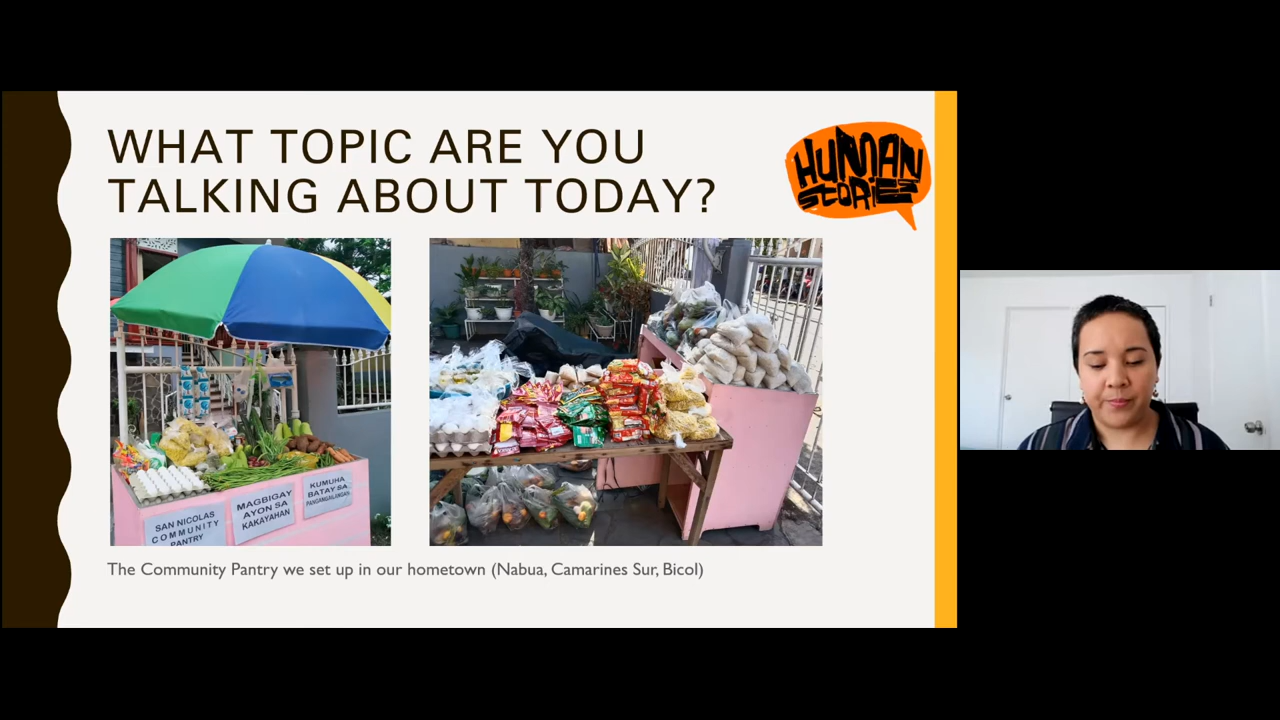 WHAT TOPIC ARE YOU
TALKING ABOUT TODAY?
HUMAN
STORIES
SAN NICOLAS
COMMUNITY
PANTRY
MAGBIGAY
AYON SA
KAKAYAHAN
KUMUHA
BATAY SA
PANGANGAILANGAN
The Community Pantry we set up in our hometown (Nabua, Camarines Sur, Bicol)